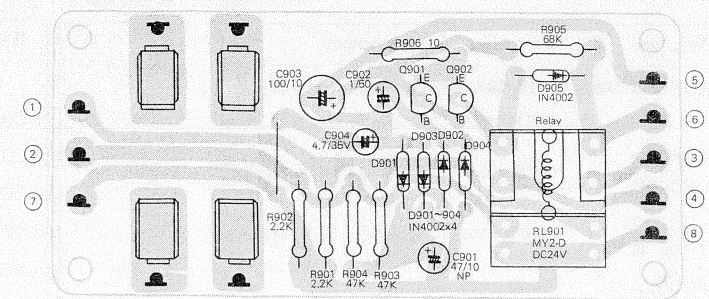 R905
68K
R906 10
Q901 Q902
E E
C903
100/10
C902
1/50
+
+
C C
B B
D905
IN4002
5
1
6
Relay
C904
4.7/35V
+
D903 D902
D901
D904
2
3
7
4
R902
2.2K
D901~904
IN4002x4
RL901
MY2-D
DC24V
8
+
C901
47/10
NP
R901
2.2K
R904
47K
R903
47K